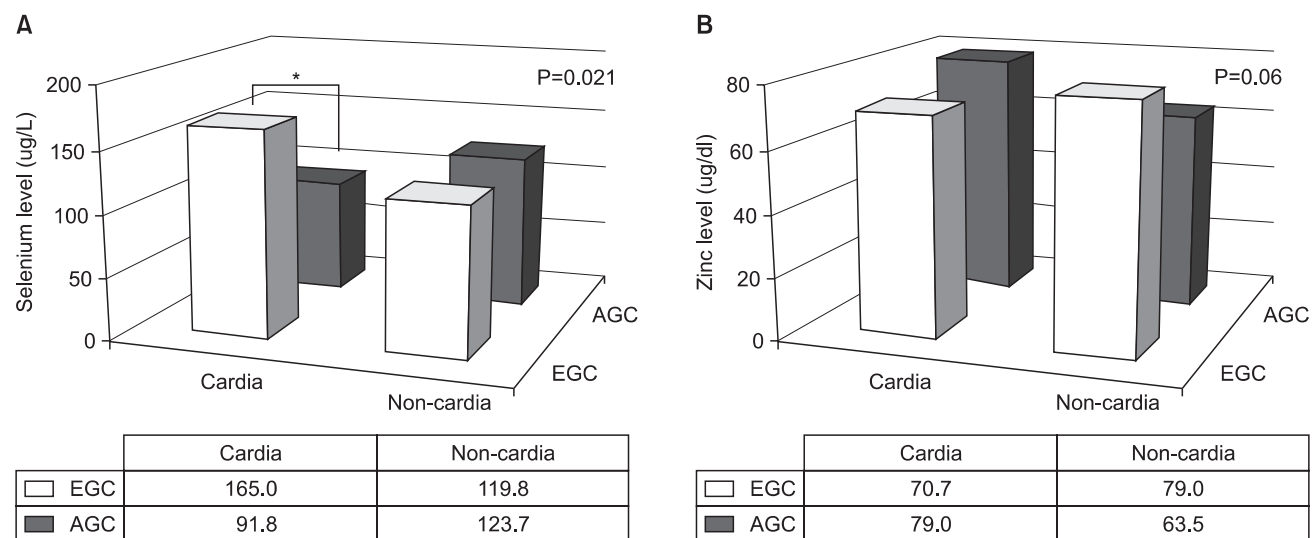 A
200
150
100
50
0
Selenium level (ug/L)
*
P=0.021
AGC
EGC
Cardia
Non-cardia
Cardia Non-cardia
EGC 165.0 119.8
AGC 91.8 123.7
B
80
60
40
20
0
Zinc level (ug/dl)
P=0.06
AGC
EGC
Cardia
Non-cardia
Cardia Non-cardia
EGC 70.7 79.0
AGC 79.0 63.5